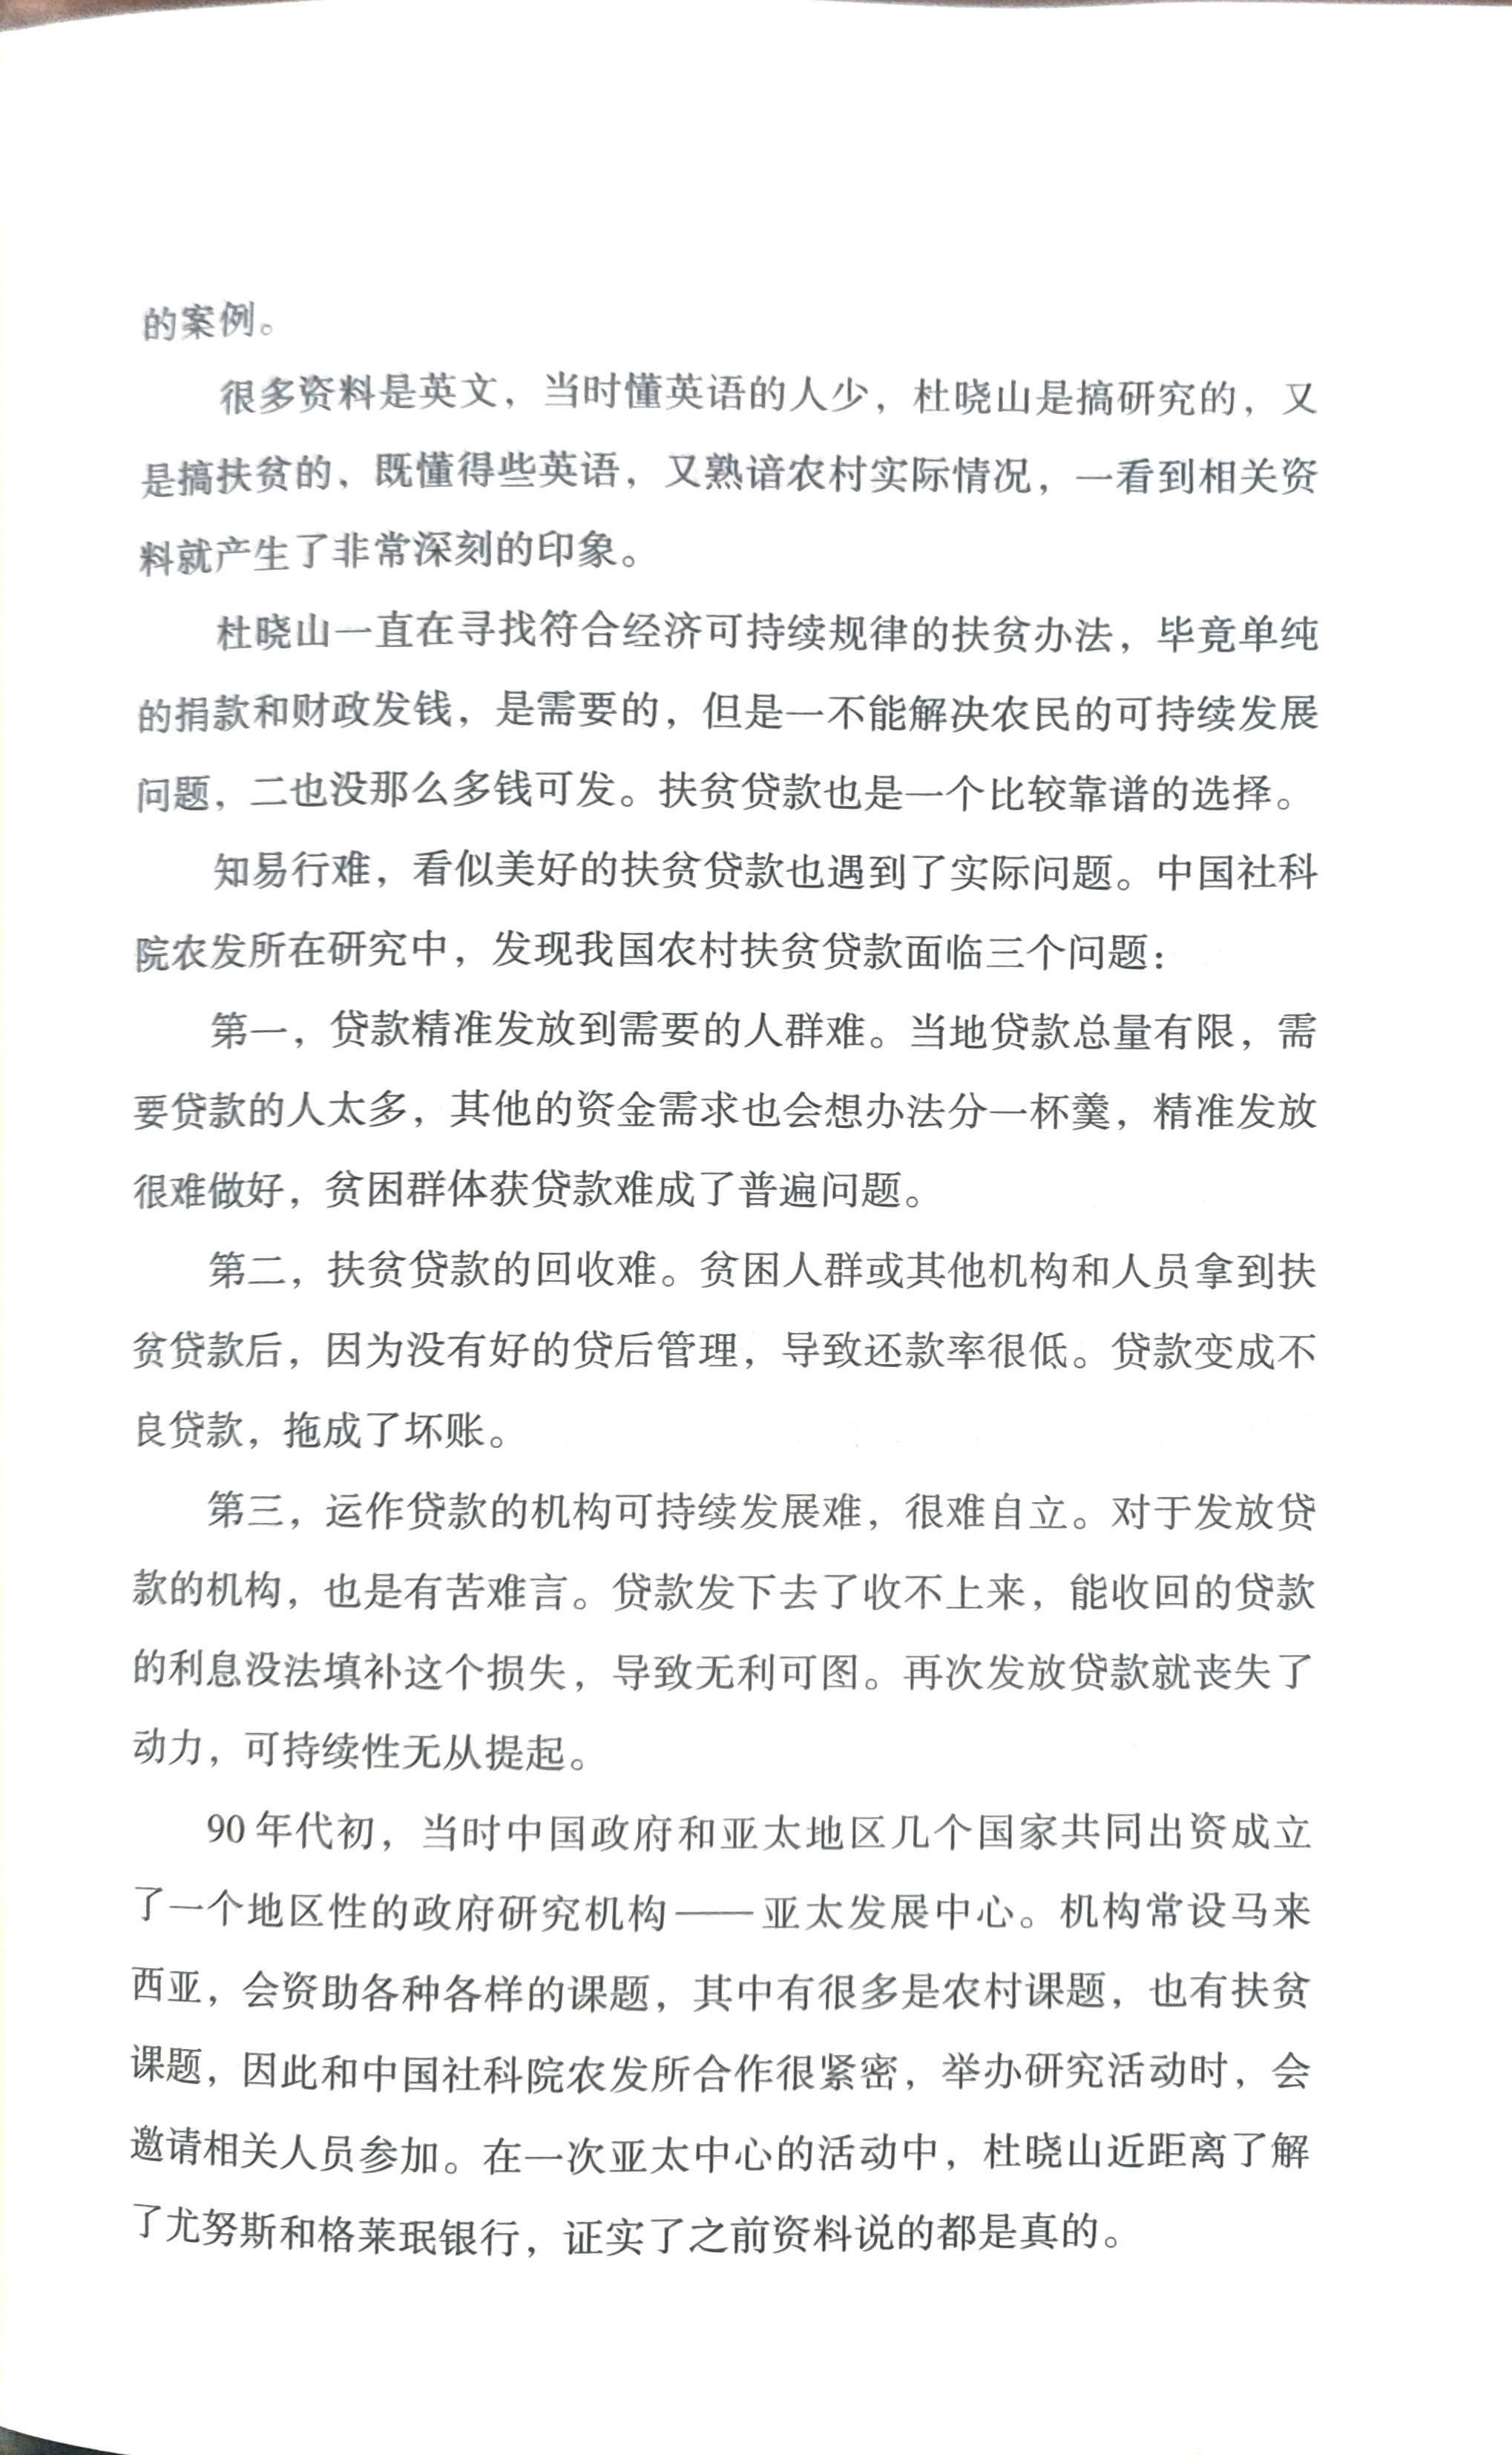 的案例。
很多资料是英文，当时懂英语的人少，杜晓山是搞研究的，又
是搞扶贫的，既懂得些英语，又熟谙农村实际情况，一看到相关资
料就产生了非常深刻的印象。
杜晓山一直在寻找符合经济可持续规律的扶贫办法，毕竟单纯
的捐款和财政发钱，是需要的，但是一不能解决农民的可持续发展
问题，二也没那么多钱可发。扶贫贷款也是一个比较靠谱的选择。
知易行难，看似美好的扶贫贷款也遇到了实际问题。中国社科
院农发所在研究中，发现我国农村扶贫贷款面临三个问题：
第一，贷款精准发放到需要的人群难。当地贷款总量有限，需
要贷款的人太多，其他的资金需求也会想办法分一杯羹，精准发放
很难做好，贫困群体获贷款难成了普遍问题。
第二，扶贫贷款的回收难。贫困人群或其他机构和人员拿到扶
贫贷款后，因为没有好的贷后管理，导致还款率很低。贷款变成不
良贷款，拖成了坏账。
第三，运作贷款的机构可持续发展难，很难自立。对于发放贷
款的机构，也是有苦难言。贷款发下去了收不上来，能收回的贷款
的利息没法填补这个损失，导致无利可图。再次发放贷款就丧失了
动力，可持续性无从提起。
90 年代初，当时中国政府和亚太地区几个国家共同出资成立
了一个地区性的政府研究机构——亚太发展中心。机构常设马来
西亚，会资助各种各样的课题，其中有很多是农村课题，也有扶贫
课题，因此和中国社科院农发所合作很紧密，举办研究活动时，会
邀请相关人员参加。在一次亚太中心的活动中，杜晓山近距离了解
了尤努斯和格莱珉银行，证实了之前资料说的都是真的。